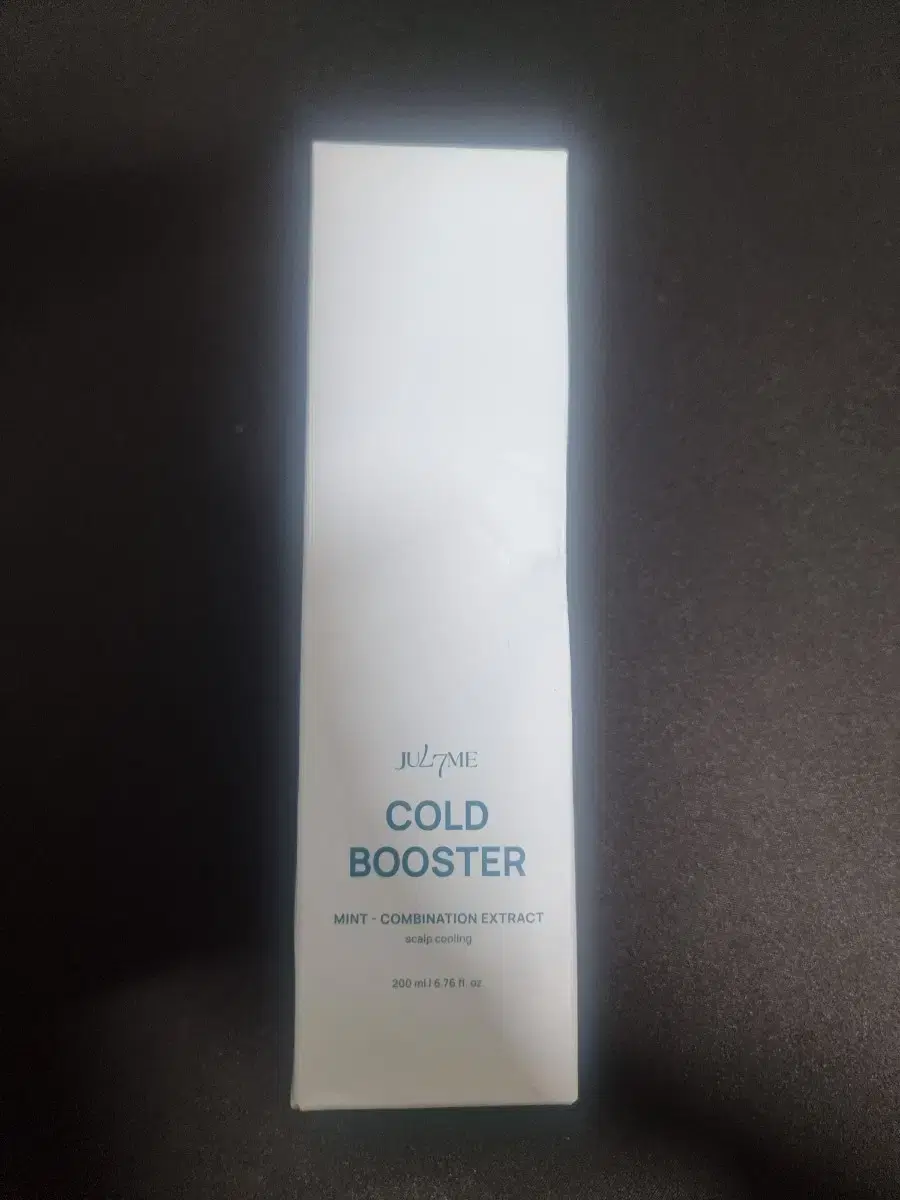 JUL7ME
COLD
BOOSTER
MINT - COMBINATION EXTRACT
scalp cooling
200 ml / 6.76 fl. oz